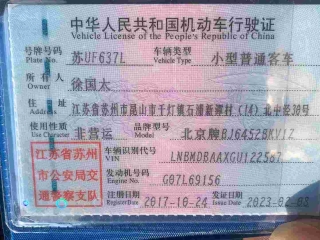 中华人民共和国机动车行驶证
Vehicle License of the People's Republic of China
号牌号码 Plate No. 苏UF637L 车辆类型 Vehicle Type 小型普通客车
所有人 Owner 徐国太
住址 Address 江苏省苏州市昆山市千灯镇石浦新 村(14)北中经38号
使用性质 Use Character 非营运 品牌型号 Model 北京牌BJ6452BKV1Z
江苏省苏州
市公安局交
通警察支队
车辆识别代号 VIN LNBMDBAAXGU122567
发动机号码 Engine No. G07L69156
注册日期 Register Date 2017-10-24 发证日期 Issue Date 2023-02-